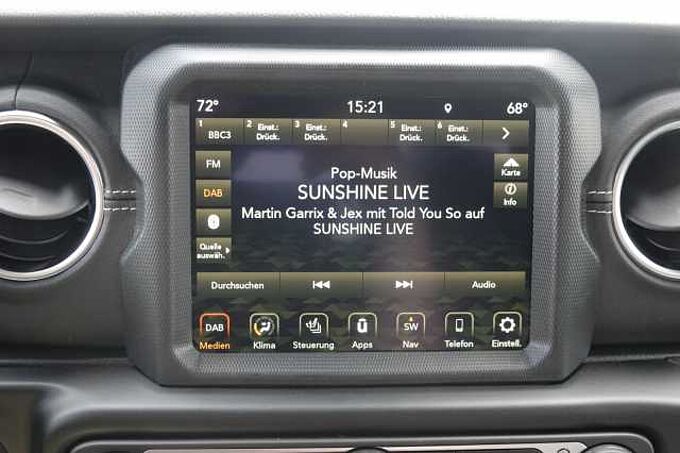 72° 15:21 68°
1 2 Einst.: 3 Einst.: 4 5 Einst.: 6 Einst.:
BBC3 Drück. Drück. Drück. Drück.
FM
DAB
Quelle
auswäh.
Karte
Info
Pop-Musik
SUNSHINE LIVE
Martin Garrix & Jex mit Told You So auf
SUNSHINE LIVE
Durchsuchen Audio
DAB SW
Medien Klima Steuerung Apps Nav Telefon Einstell.